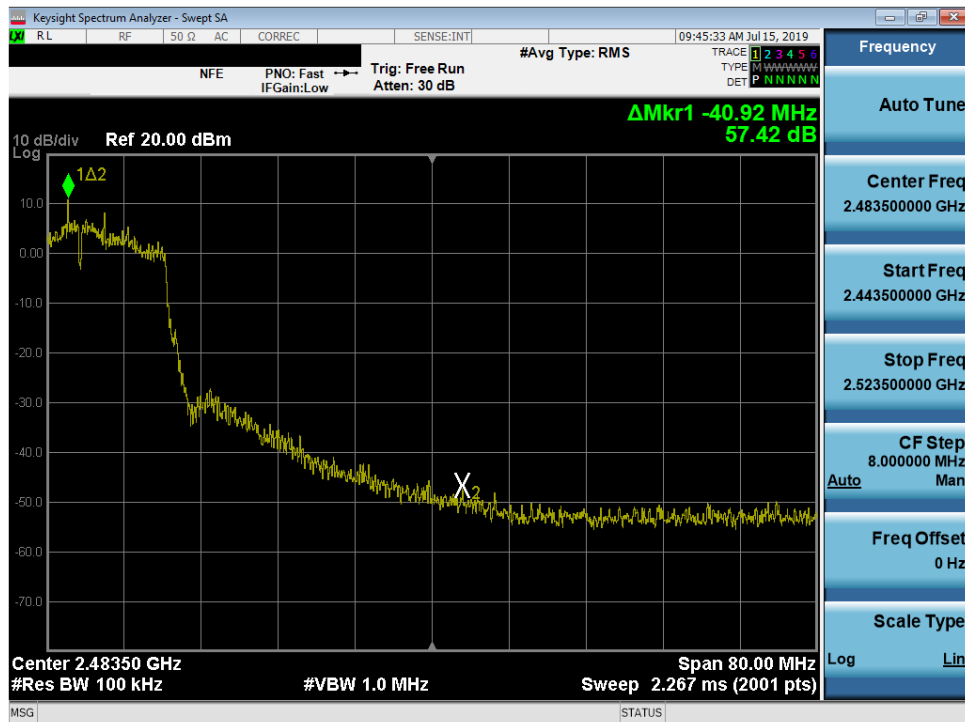 Keysight Spectrum Analyzer - Swept SA
LXI RL RF 50 Ω AC CORREC SENSE:INT 09:45:33 AM Jul 15, 2019
NFE PNO: Fast Trig: Free Run #Avg Type: RMS TRACE 1 2 3 4 5 6
IFGain:Low Atten: 30 dB TYPE M WWWWW
DET P N N N N N
ΔMkr1 -40.92 MHz
57.42 dB
10 dB/div Ref 20.00 dBm
Log
1Δ2
10.0
0.00
-10.0
-20.0
-30.0
-40.0
-50.0
-60.0
-70.0
X2
Center 2.48350 GHz Span 80.00 MHz
#Res BW 100 kHz #VBW 1.0 MHz Sweep 2.267 ms (2001 pts)
MSG STATUS
Frequency
Auto Tune
Center Freq
2.483500000 GHz
Start Freq
2.443500000 GHz
Stop Freq
2.523500000 GHz
CF Step
8.000000 MHz
Auto Man
Freq Offset
0 Hz
Scale Type
Log Lin